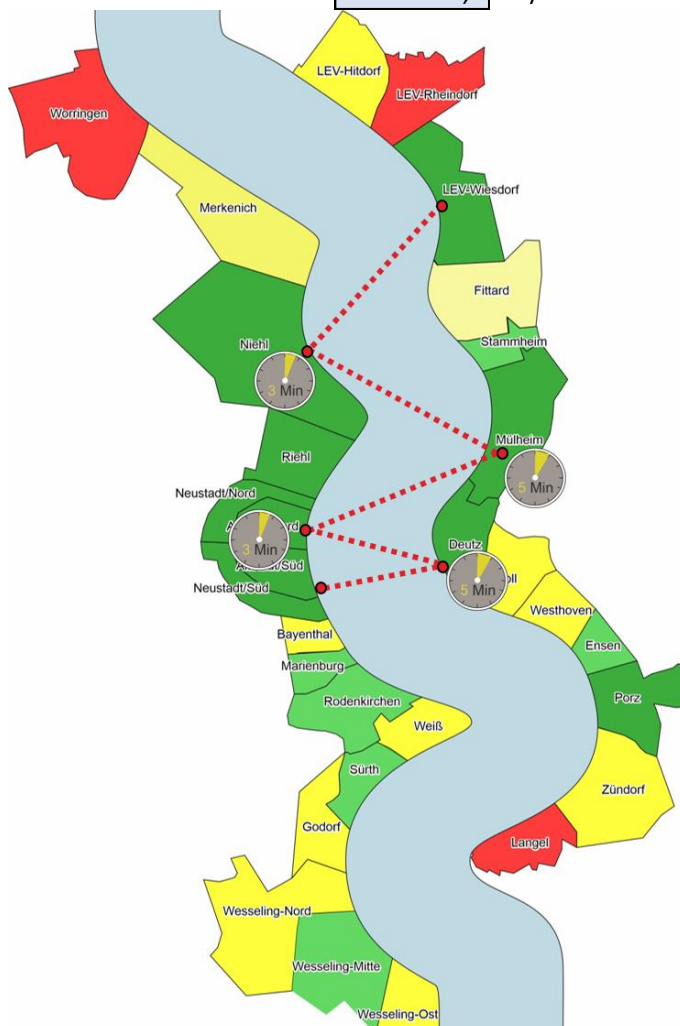 LEV-Hitdorf
LEV-Rheindorf
Worringen
LEV-Wiesdorf
Merkenich
Fittard
Stammheim
Niehl
3 Min
Mülheim
Riehl
5 Min
Neustadt/Nord
3 Min
Deutz
Neustadt/Süd
5 Min
Westhoven
Bayenthal
Ensen
Marienburg
Porz
Rodenkirchen
Weiß
Sürth
Zündorf
Godorf
Langel
Wesseling-Nord
Wesseling-Mitte
Wesseling-Ost